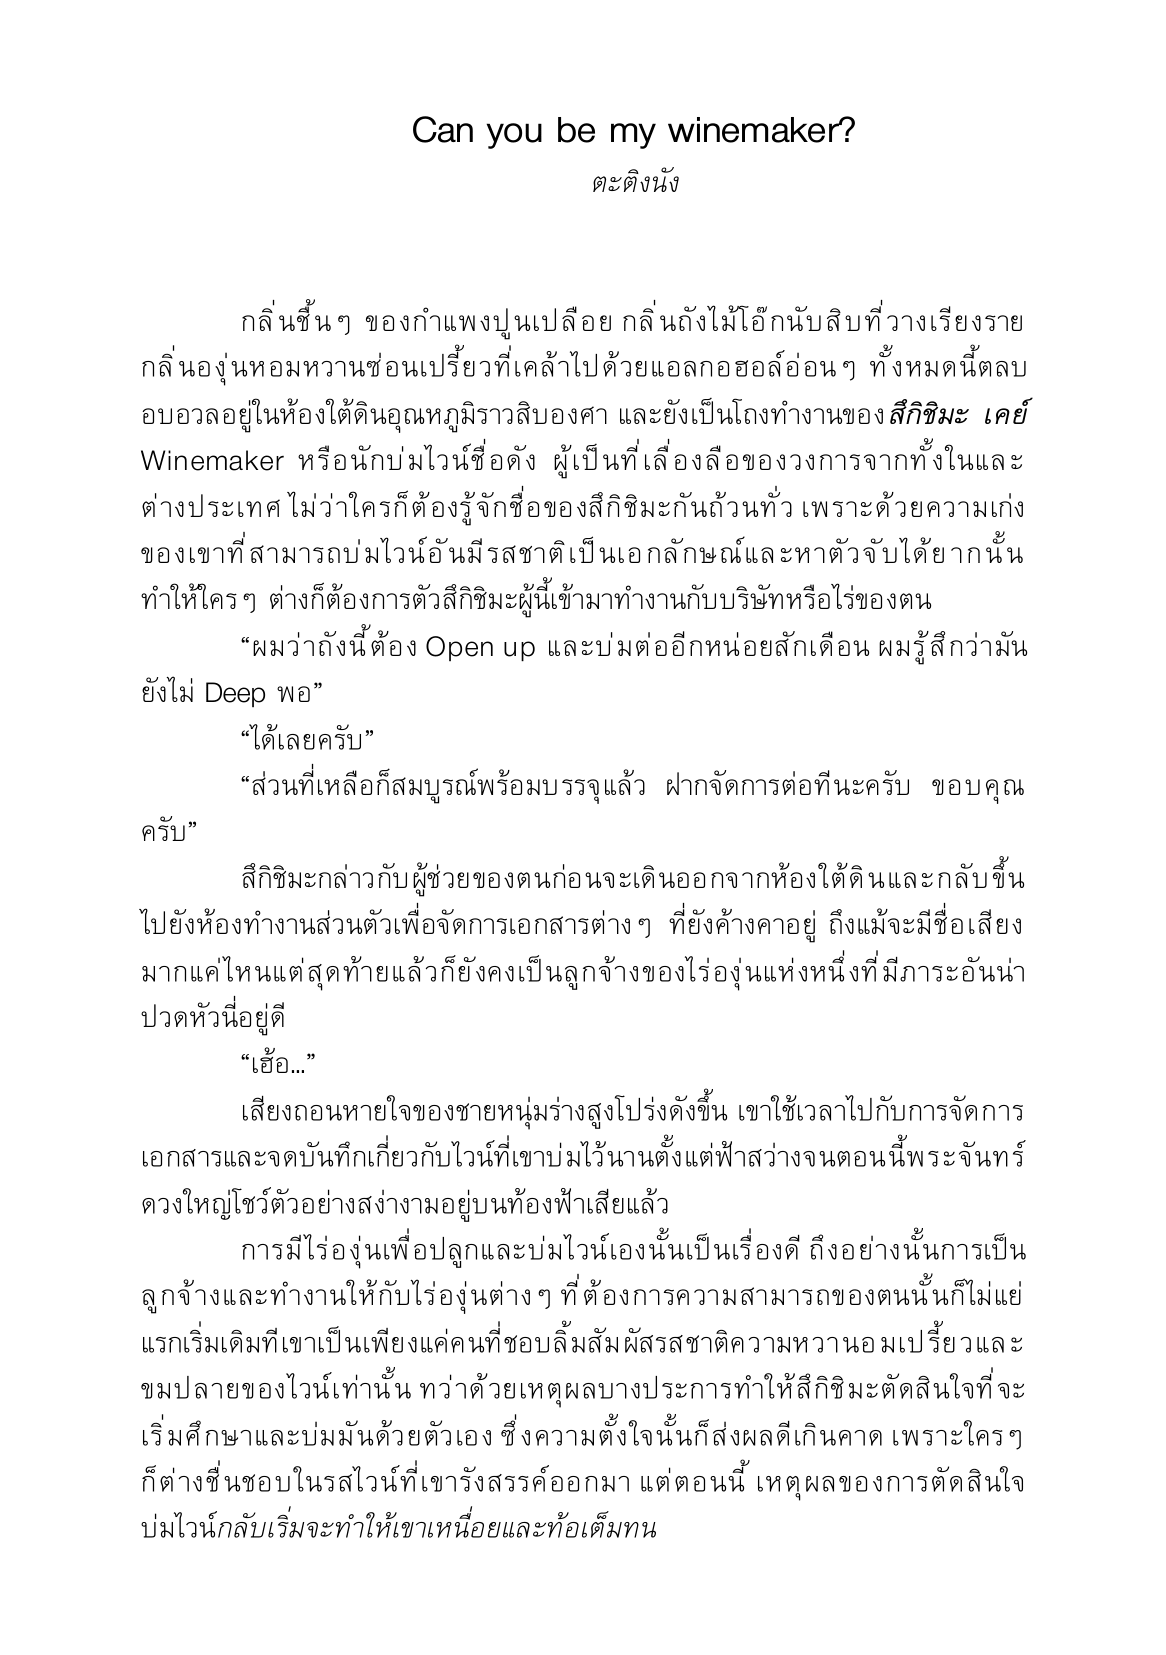 Can you be my winemaker?
ตะติงนัง
กลิ่นชื้นๆ ของกำแพงปูนเปลือย กลิ่นถังไม้โอ๊กนับสิบที่วางเรียงราย
กลิ่นองุ่นหอมหวานซ่อนเปรี้ยวที่เคล้าไปด้วยแอลกอฮอล์อ่อนๆ ทั้งหมดนี้ตลบ
อบอวลอยู่ในห้องใต้ดินอุณหภูมิราวสิบองศา และยังเป็นโถงทำงานของสึกิชิมะ เคย์
Winemaker หรือนักบ่มไวน์ชื่อดัง ผู้เป็นที่เลื่องลือของวงการจากทั้งในและ
ต่างประเทศ ไม่ว่าใครก็ต้องรู้จักชื่อของสึกิชิมะกันถ้วนทั่ว เพราะด้วยความเก่ง
ของเขาที่สามารถบ่มไวน์อันมีรสชาติเป็นเอกลักษณ์และหาตัวจับได้ยากนั้น
ทำให้ใครๆ ต่างก็ต้องการตัวสึกิชิมะผู้นี้เข้ามาทำงานกับบริษัทหรือไร่ของตน
“ผมว่าถังนี้ต้อง Open up และบ่มต่ออีกหน่อยสักเดือน ผมรู้สึกว่ามัน
ยังไม่ Deep พอ”
“ได้เลยครับ”
“ส่วนที่เหลือก็สมบูรณ์พร้อมบรรจุแล้ว ฝากจัดการต่อทีนะครับ ขอบคุณ
ครับ”
สึกิชิมะกล่าวกับผู้ช่วยของตนก่อนจะเดินออกจากห้องใต้ดินและกลับขึ้น
ไปยังห้องทำงานส่วนตัวเพื่อจัดการเอกสารต่างๆ ที่ยังค้างคาอยู่ ถึงแม้จะมีชื่อเสียง
มากแค่ไหนแต่สุดท้ายแล้วก็ยังคงเป็นลูกจ้างของไร่องุ่นแห่งหนึ่งที่มีภาระอันน่า
ปวดหัวนี่อยู่ดี
“เฮ้อ...”
เสียงถอนหายใจของชายหนุ่มร่างสูงโปร่งดังขึ้น เขาใช้เวลาไปกับการจัดการ
เอกสารและจดบันทึกเกี่ยวกับไวน์ที่เขาบ่มไว้นานตั้งแต่ฟ้าสว่างจนตอนนี้พระจันทร์
ดวงใหญ่โชว์ตัวอย่างสง่างามอยู่บนท้องฟ้าเสียแล้ว
การมีไร่องุ่นเพื่อปลูกและบ่มไวน์เองนั้นเป็นเรื่องดี ถึงอย่างนั้นการเป็น
ลูกจ้างและทำงานให้กับไร่องุ่นต่างๆ ที่ต้องการความสามารถของตนนั้นก็ไม่แย่
แรกเริ่มเดิมทีเขาเป็นเพียงแค่คนที่ชอบลิ้มสัมผัสรสชาติความหวานอมเปรี้ยวและ
ขมปลายของไวน์เท่านั้น ทว่าด้วยเหตุผลบางประการทำให้สึกิชิมะตัดสินใจที่จะ
เริ่มศึกษาและบ่มมันด้วยตัวเอง ซึ่งความตั้งใจนั้นก็ส่งผลดีเกินคาด เพราะใครๆ
ก็ต่างชื่นชอบในรสไวน์ที่เขารังสรรค์ออกมา แต่ตอนนี้ เหตุผลของการตัดสินใจ
บ่มไวน์กลับเริ่มจะทำให้เขาเหนื่อยและท้อเต็มทน